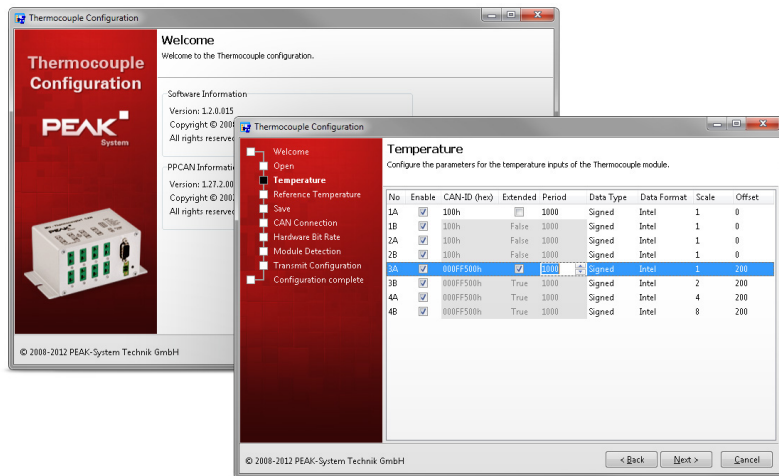 Thermocouple Configuration
Thermocouple
Configuration
PEAK
System
Welcome
Welcome to the Thermocouple configuration.
Software Information
Version: 1.2.0.015
Copyright © 2008
All rights reserve
PPCAN Informati
Version: 1.27.2.00
Copyright © 2002
All rights reserve
© 2008-2012 PEAK-System Technik GmbH
Thermocouple Configuration
Welcome
Open
Temperature
Reference Temperature
Save
CAN Connection
Hardware Bit Rate
Module Detection
Transmit Configuration
Configuration complete
Temperature
Configure the parameters for the temperature inputs of the Thermocouple module.
No Enable CAN-ID (hex) Extended Period Data Type Data Format Scale Offset
1A 100h 1000 Signed Intel 1 0
1B 100h False 1000 Signed Intel 1 0
2A 100h False 1000 Signed Intel 1 0
2B 100h False 1000 Signed Intel 1 0
3A 000FF500h 1000 Signed Intel 1 200
3B 000FF500h True 1000 Signed Intel 2 200
4A 000FF500h True 1000 Signed Intel 4 200
4B 000FF500h True 1000 Signed Intel 8 200
© 2008-2012 PEAK-System Technik GmbH
< Back Next > Cancel